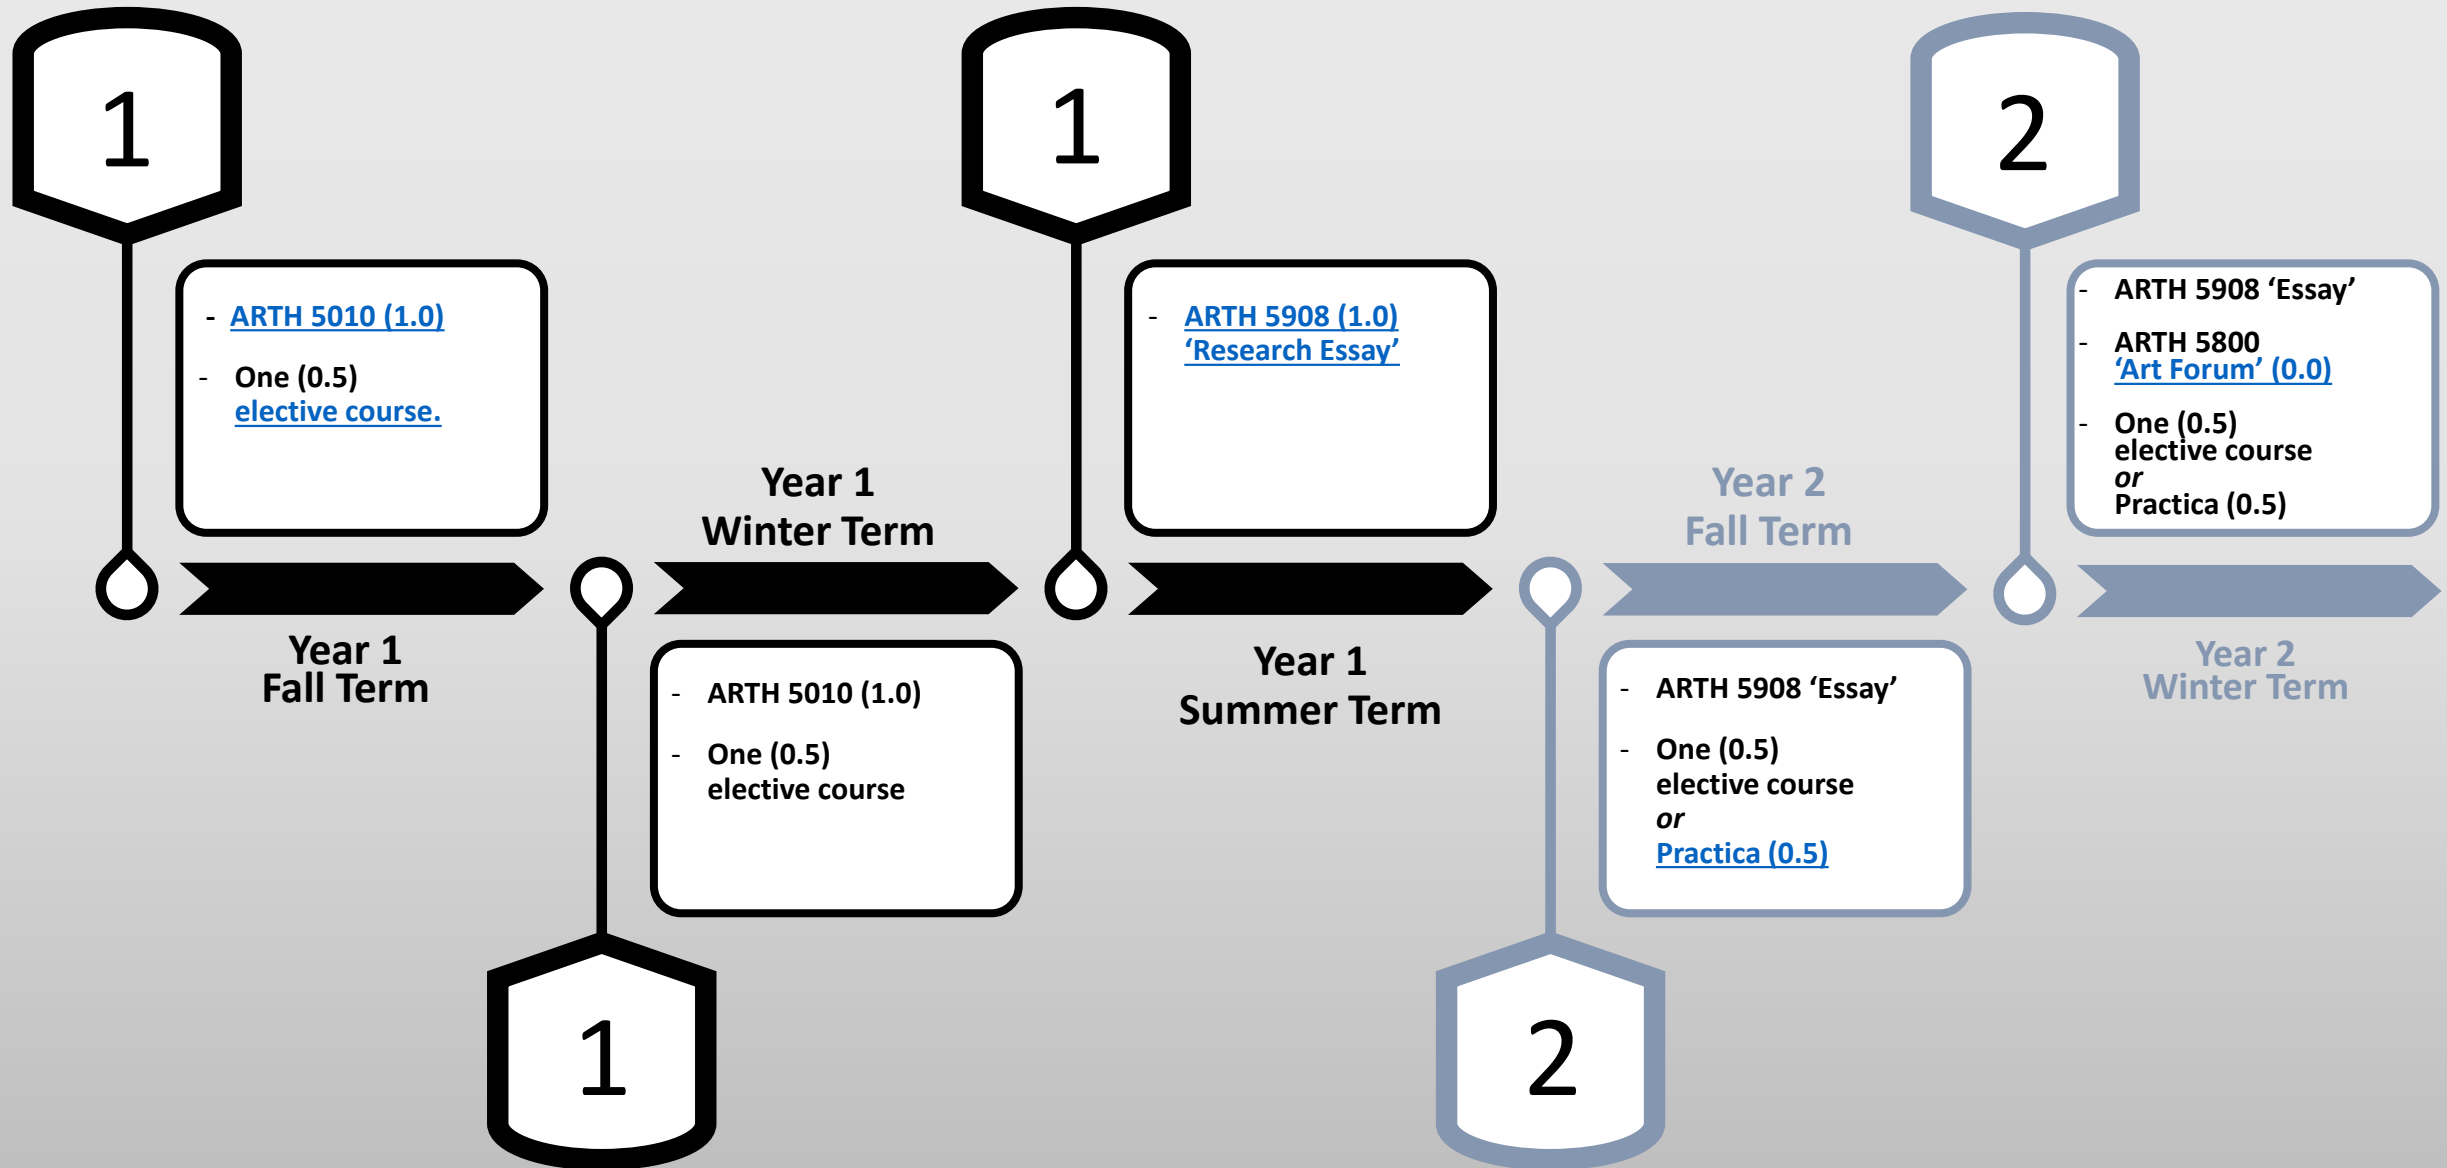 1
- ARTH 5010 (1.0)
- One (0.5)
elective course.
Year 1
Fall Term
Year 1
Winter Term
- ARTH 5010 (1.0)
- One (0.5)
elective course
1
1
- ARTH 5908 (1.0)
‘Research Essay’
Year 1
Summer Term
Year 2
Fall Term
- ARTH 5908 ‘Essay’
- One (0.5)
elective course
or
Practica (0.5)
2
2
- ARTH 5908 ‘Essay’
- ARTH 5800
‘Art Forum’ (0.0)
- One (0.5)
elective course
or
Practica (0.5)
Year 2
Winter Term